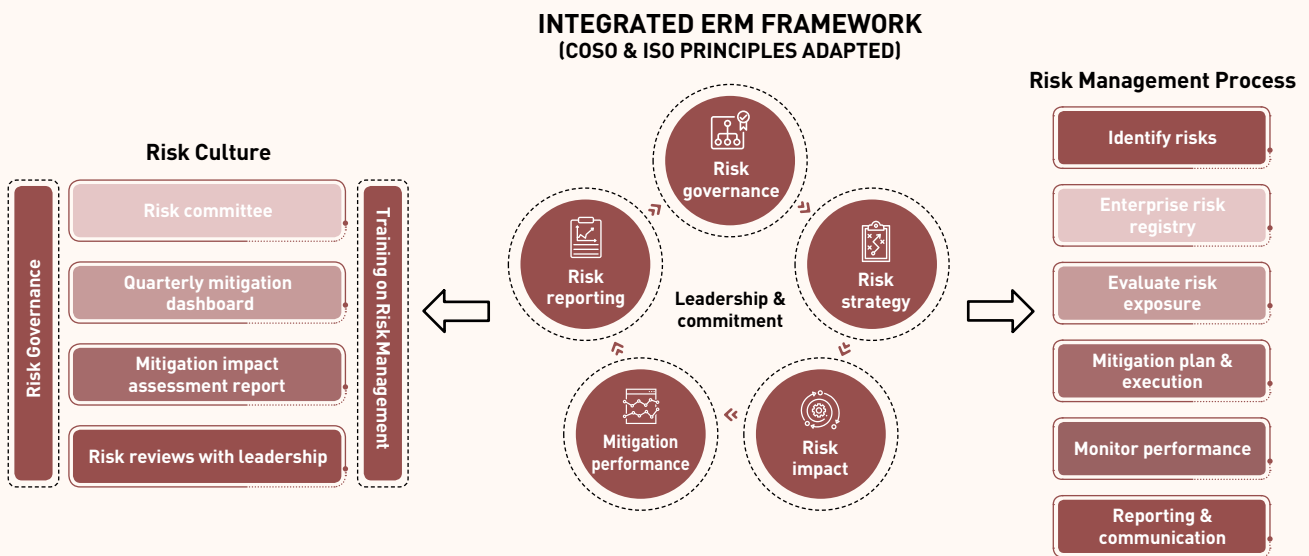 INTEGRATED ERM FRAMEWORK
(COSO & ISO PRINCIPLES ADAPTED)
Risk Culture
Risk Governance
Risk committee
Quarterly mitigation
dashboard
Mitigation impact
assessment report
Risk reviews with leadership
Training on Risk Management
Risk
governance
Risk
strategy
Risk
impact
Mitigation
performance
Risk
reporting
Leadership &
commitment
Risk Management Process
Identify risks
Enterprise risk
registry
Evaluate risk
exposure
Mitigation plan &
execution
Monitor performance
Reporting &
communication